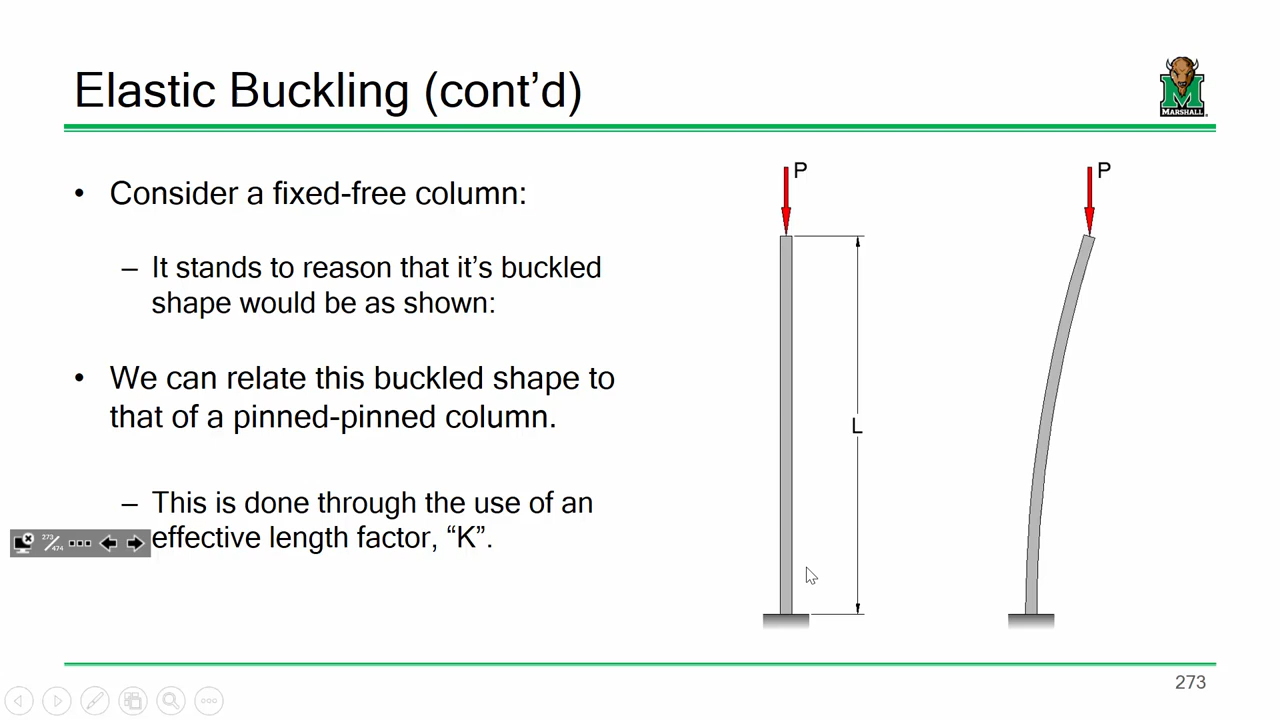 Elastic Buckling (cont’d)
MARSHALL
• Consider a fixed-free column:
– It stands to reason that it’s buckled
shape would be as shown:
• We can relate this buckled shape to
that of a pinned-pinned column.
– This is done through the use of an
effective length factor, “K”.
273/474
P
L
P
273